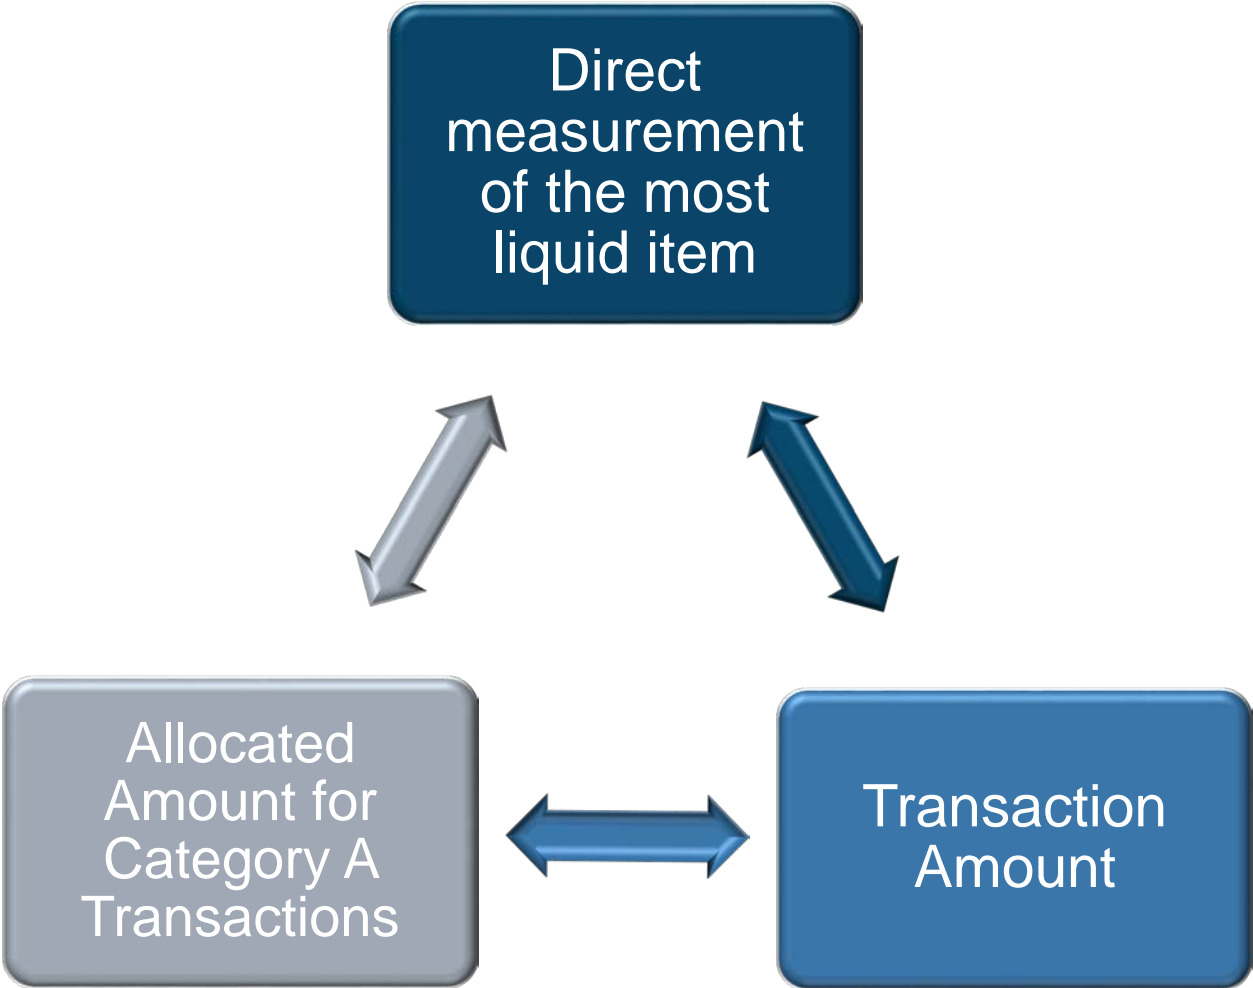 Direct
measurement
of the most
liquid item
Allocated
Amount for
Category A
Transactions
Transaction
Amount